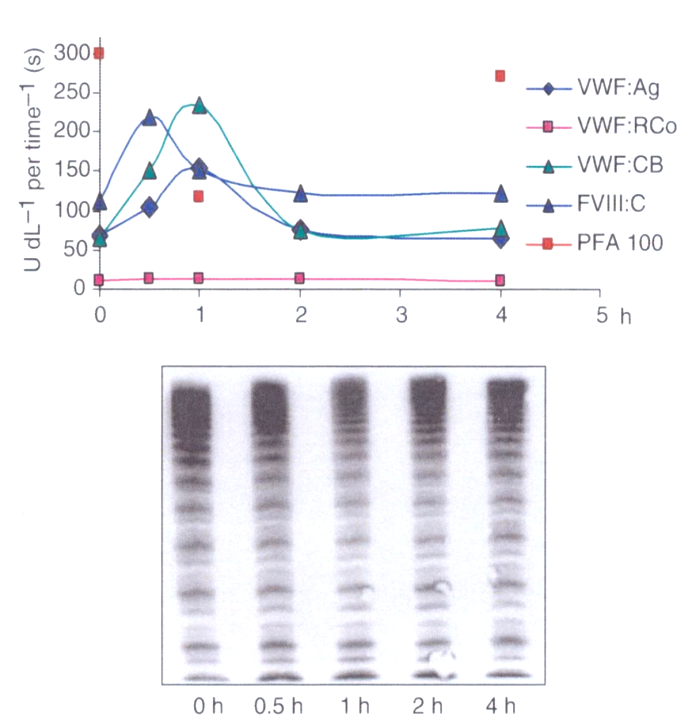 U dL−1 per time−1 (s)
300
250
200
150
100
50
0
0 1 2 3 4 5 h
VWF:Ag
VWF:RCo
VWF:CB
FVIII:C
PFA 100
0 h 0.5 h 1 h 2 h 4 h